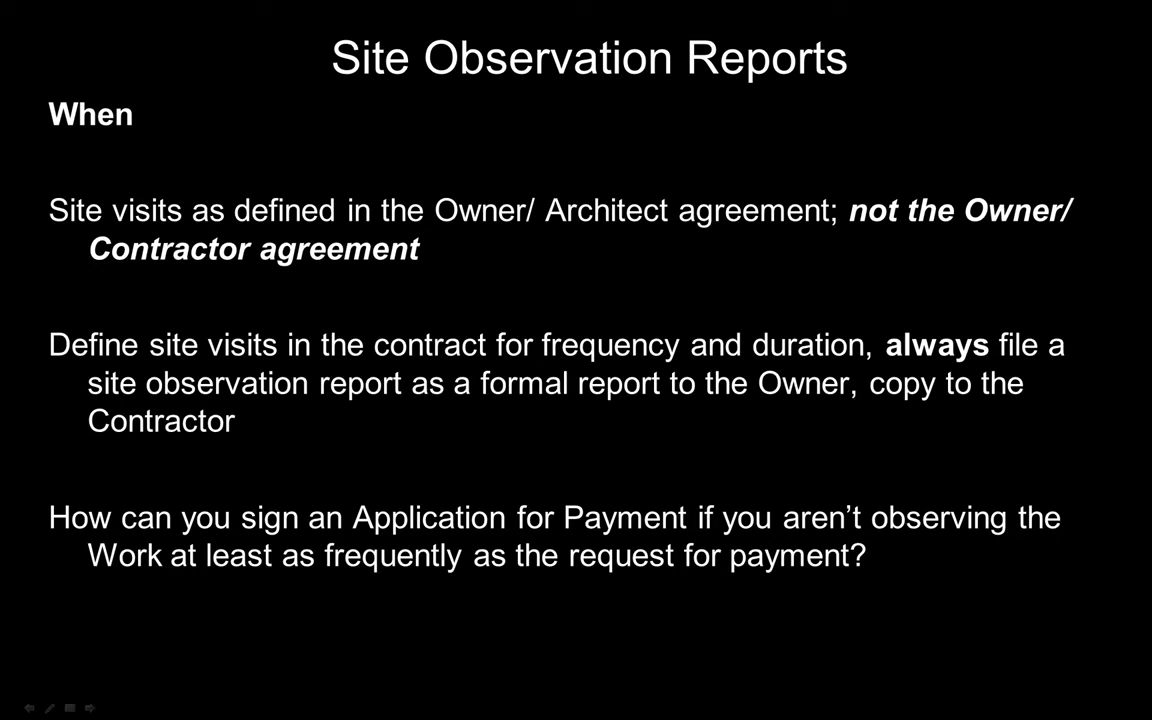 Site Observation Reports
When
Site visits as defined in the Owner/ Architect agreement; not the Owner/
Contractor agreement
Define site visits in the contract for frequency and duration, always file a
site observation report as a formal report to the Owner, copy to the
Contractor
How can you sign an Application for Payment if you aren’t observing the
Work at least as frequently as the request for payment?